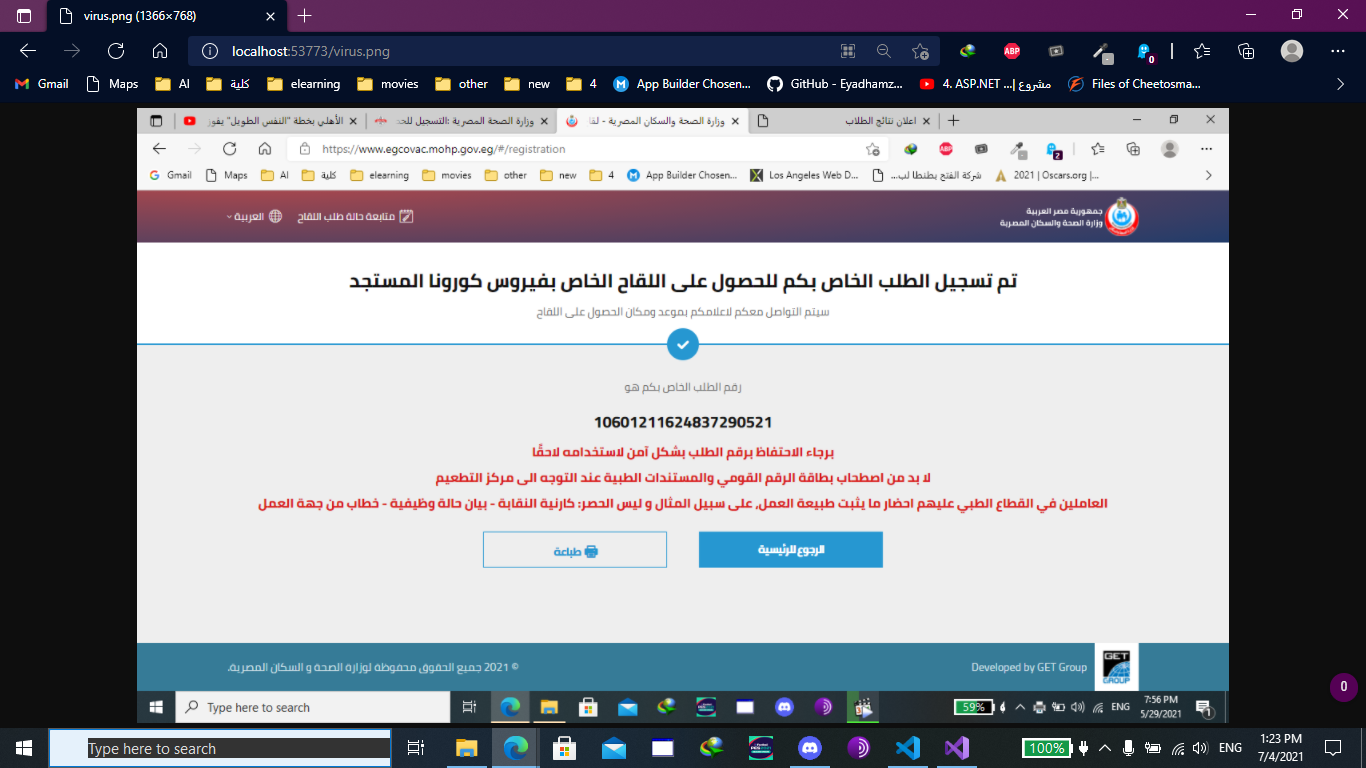 virus.png (1366×768)
localhost:53773/virus.png
ABP
0
Gmail
Maps
AI
كلية
elearning
movies
other
new
4
App Builder Chosen...
GitHub - Eyadhamz...
4. ASP.NET ...| مشروع
Files of Cheetosma...
الأهلي بخطة "النفس الطويل" يفوز
وزارة الصحة المصرية :التسجيل للحـ
وزارة الصحة والسكان المصرية - لقا
اعلان نتائج الطلاب
https://www.egcovac.mohp.gov.eg/#/registration
ABP
2
Gmail
Maps
AI
كلية
elearning
movies
other
new
4
App Builder Chosen...
Los Angeles Web D...
شركة الفتح بطنطا لب...
2021 | Oscars.org |...
جمهورية مصر العربية
وزارة الصحة والسكان المصرية
متابعة حالة طلب اللقاح
العربية
تم تسجيل الطلب الخاص بكم للحصول على اللقاح الخاص بفيروس كورونا المستجد
سيتم التواصل معكم لاعلامكم بموعد ومكان الحصول على اللقاح
رقم الطلب الخاص بكم هو
10601211624837290521
برجاء الاحتفاظ برقم الطلب بشكل آمن لاستخدامه لاحقًا
لا بد من اصطحاب بطاقة الرقم القومي والمستندات الطبية عند التوجه الى مركز التطعيم
العاملين في القطاع الطبي عليهم احضار ما يثبت طبيعة العمل, على سبيل المثال و ليس الحصر: كارنية النقابة - بيان حالة وظيفية - خطاب من جهة العمل
الرجوع للرئيسية
طباعة
© 2021 جميع الحقوق محفوظة لوزارة الصحة و السكان المصرية.
Developed by GET Group
GET
GROUP
0
Type here to search
59%
ENG
7:56 PM
5/29/2021
1
Type here to search
100%
ENG
1:23 PM
7/4/2021